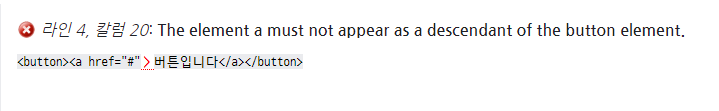 라인 4, 칼럼 20: The element a must not appear as a descendant of the button element.
<button><a href="#">버튼입니다</a></button>